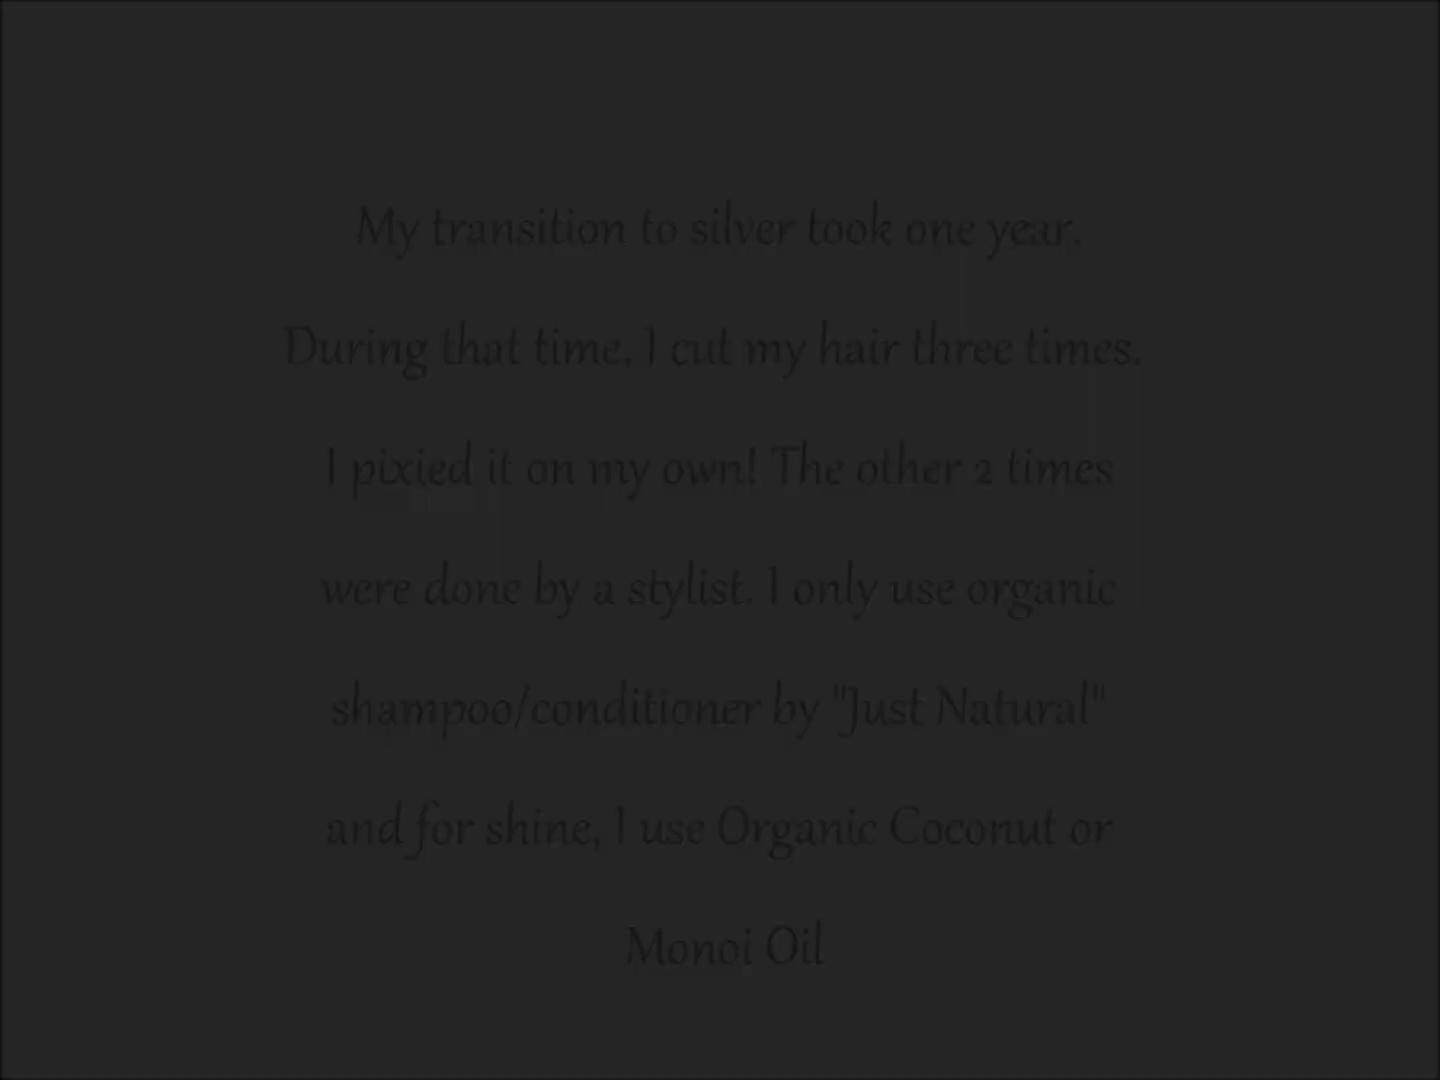 My transition to silver took one year.
During that time, I cut my hair three times.
I pixied it on my own! The other 2 times
were done by a stylist. I only use organic
shampoo/conditioner by "Just Natural"
and for shine, I use Organic Coconut or
Monoi Oil